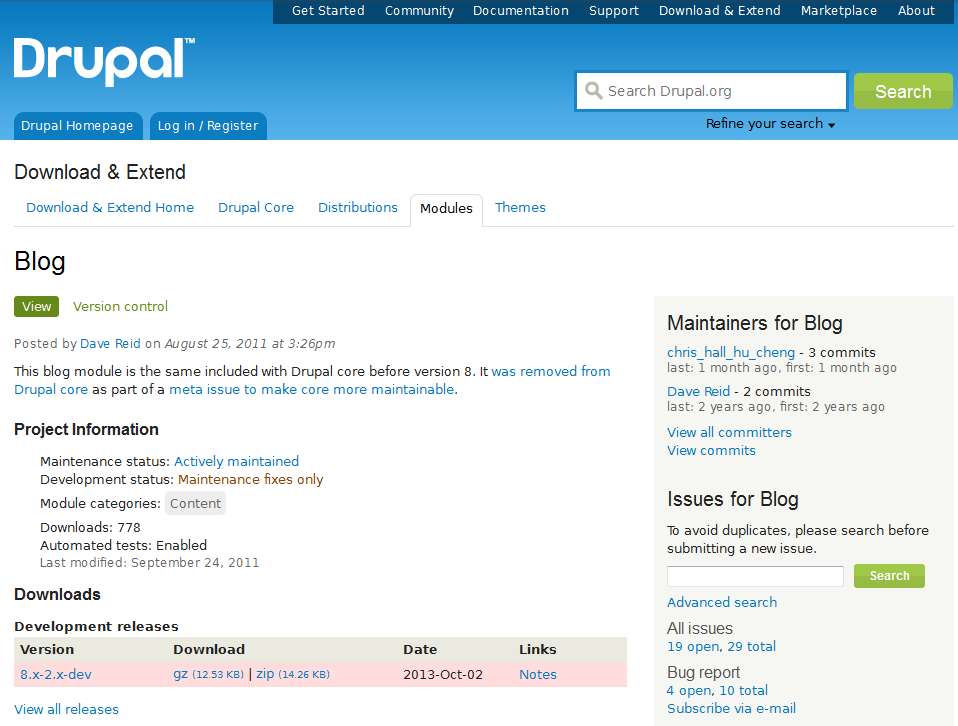 Get Started Community Documentation Support Download & Extend Marketplace About
Drupal™
Search Drupal.org Search
Refine your search
Drupal Homepage Log in / Register
Download & Extend
Download & Extend Home Drupal Core Distributions Modules Themes
Blog
View Version control
Posted by Dave Reid on August 25, 2011 at 3:26pm
This blog module is the same included with Drupal core before version 8. It was removed from
Drupal core as part of a meta issue to make core more maintainable.
Project Information
Maintenance status: Actively maintained
Development status: Maintenance fixes only
Module categories: Content
Downloads: 778
Automated tests: Enabled
Last modified: September 24, 2011
Downloads
Development releases
Version Download Date Links
8.x-2.x-dev gz (12.53 KB) | zip (14.26 KB) 2013-Oct-02 Notes
View all releases
Maintainers for Blog
chris_hall_hu_cheng - 3 commits
last: 1 month ago, first: 1 month ago
Dave Reid - 2 commits
last: 2 years ago, first: 2 years ago
View all committers
View commits
Issues for Blog
To avoid duplicates, please search before
submitting a new issue.
Search
Advanced search
All issues
19 open, 29 total
Bug report
4 open, 10 total
Subscribe via e-mail